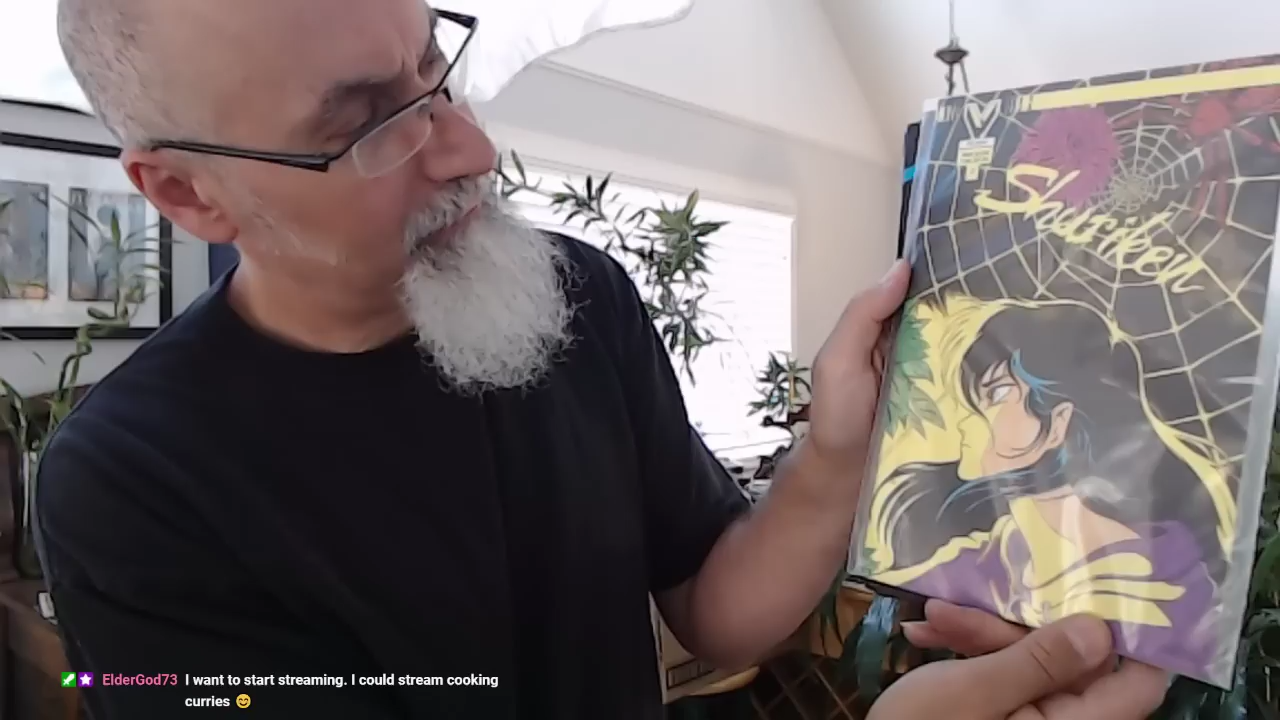 Shuriken
ElderGod73 I want to start streaming. I could stream cooking
curries 😊